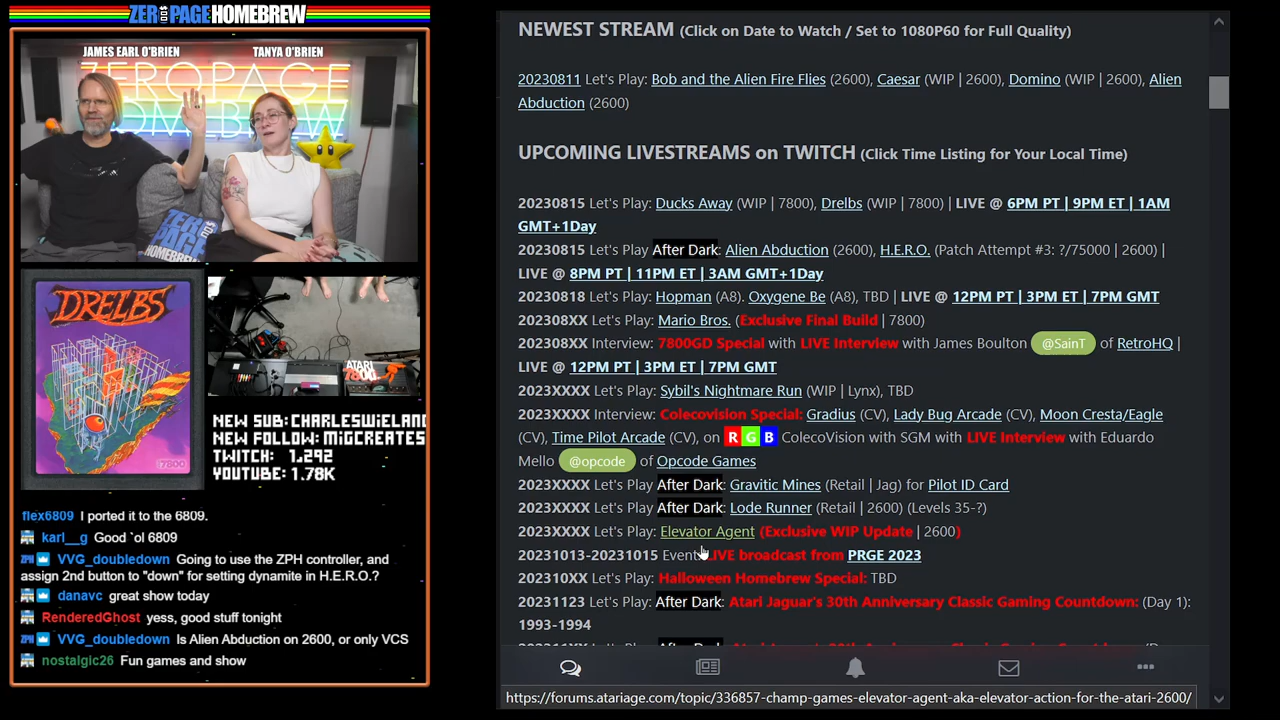 ZEROPAGE HOMEBREW
JAMES EARL O'BRIEN
TANYA O'BRIEN
ZEROPAGE
HOMEBREW
ZERO
PAGE
HOMEBREW
DRELBS
7800
ATARI
7800
NEW SUB: CHARLESWIELAND
NEW FOLLOW: MIGCREATES
TWITCH: 1,292
YOUTUBE: 1.78K
flex6809 I ported it to the 6809.
karl__g Good `ol 6809
VVG_doubledown Going to use the ZPH controller, and
assign 2nd button to "down" for setting dynamite in H.E.R.O.?
danavc great show today
RenderedGhost yess, good stuff tonight
VVG_doubledown Is Alien Abduction on 2600, or only VCS
nostalgic26 Fun games and show
NEWEST STREAM (Click on Date to Watch / Set to 1080P60 for Full Quality)
20230811 Let's Play: Bob and the Alien Fire Flies (2600), Caesar (WIP | 2600), Domino (WIP | 2600), Alien
Abduction (2600)
UPCOMING LIVESTREAMS on TWITCH (Click Time Listing for Your Local Time)
20230815 Let's Play: Ducks Away (WIP | 7800), Drelbs (WIP | 7800) | LIVE @ 6PM PT | 9PM ET | 1AM
GMT+1Day
20230815 Let's Play After Dark: Alien Abduction (2600), H.E.R.O. (Patch Attempt #3: ?/75000 | 2600) |
LIVE @ 8PM PT | 11PM ET | 3AM GMT+1Day
20230818 Let's Play: Hopman (A8). Oxygene Be (A8), TBD | LIVE @ 12PM PT | 3PM ET | 7PM GMT
202308XX Let's Play: Mario Bros. (Exclusive Final Build | 7800)
202308XX Interview: 7800GD Special with LIVE Interview with James Boulton @SainT of RetroHQ |
LIVE @ 12PM PT | 3PM ET | 7PM GMT
2023XXXX Let's Play: Sybil's Nightmare Run (WIP | Lynx), TBD
2023XXXX Interview: Colecovision Special: Gradius (CV), Lady Bug Arcade (CV), Moon Cresta/Eagle
(CV), Time Pilot Arcade (CV), on R G B ColecoVision with SGM with LIVE Interview with Eduardo
Mello @opcode of Opcode Games
2023XXXX Let's Play After Dark: Gravitic Mines (Retail | Jag) for Pilot ID Card
2023XXXX Let's Play After Dark: Lode Runner (Retail | 2600) (Levels 35-?)
2023XXXX Let's Play: Elevator Agent (Exclusive WIP Update | 2600)
20231013-20231015 Event: LIVE broadcast from PRGE 2023
202310XX Let's Play: Halloween Homebrew Special: TBD
20231123 Let's Play: After Dark: Atari Jaguar's 30th Anniversary Classic Gaming Countdown: (Day 1):
1993-1994
https://forums.atariage.com/topic/336857-champ-games-elevator-agent-aka-elevator-action-for-the-atari-2600/